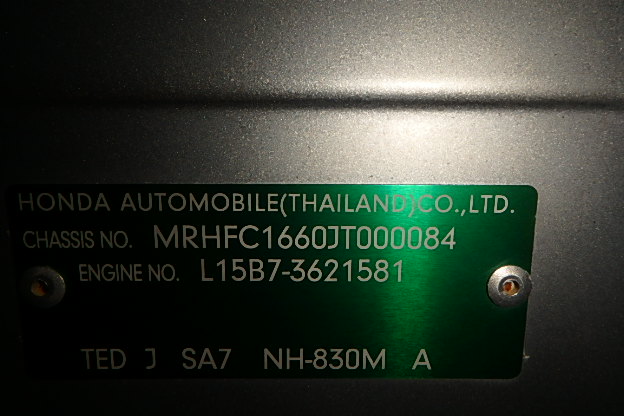 HONDA AUTOMOBILE(THAILAND)CO.,LTD.
CHASSIS NO. MRHFC1660JT000084
ENGINE NO. L15B7-3621581
TED J SA7 NH-830M A